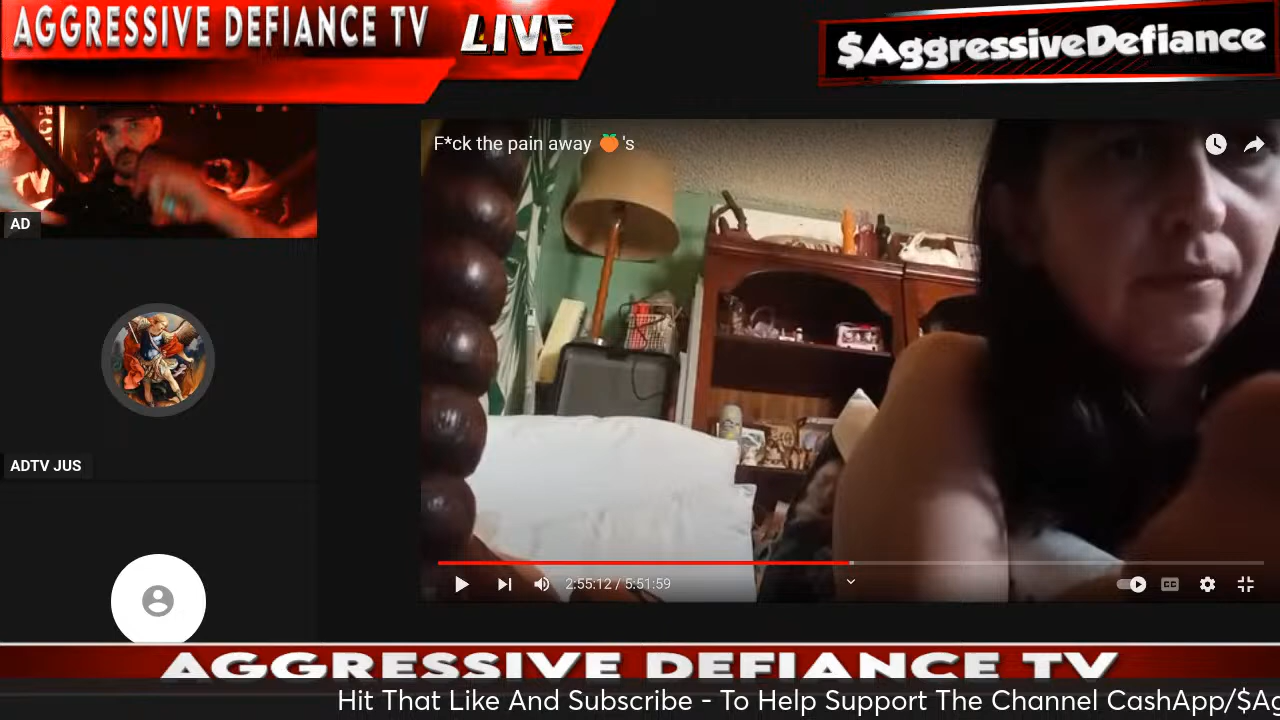 AGGRESSIVE DEFIANCE TV
LIVE
$AggressiveDefiance
F*ck the pain away 🍑's
AD
ADTV JUS
2:55:12 / 5:51:59
CC
AGGRESSIVE DEFIANCE TV
Hit That Like And Subscribe - To Help Support The Channel CashApp/$Ag